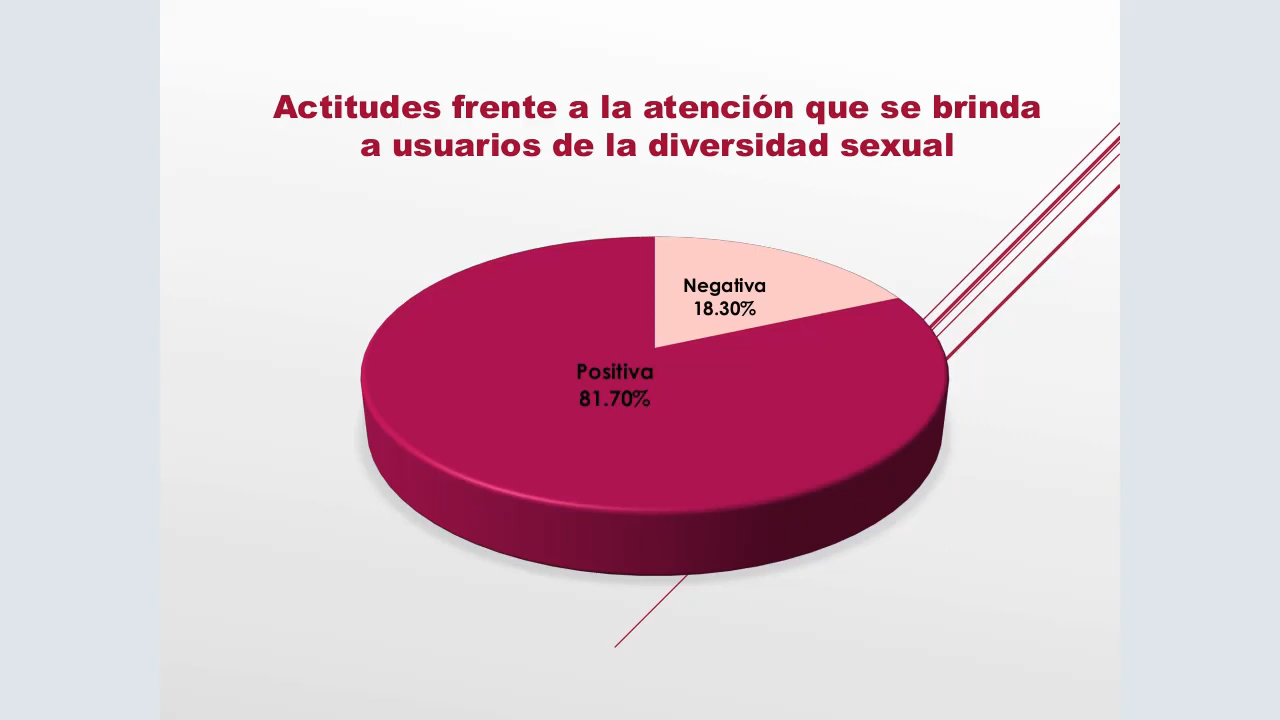 Actitudes frente a la atención que se brinda
a usuarios de la diversidad sexual
Negativa
18.30%
Positiva
81.70%